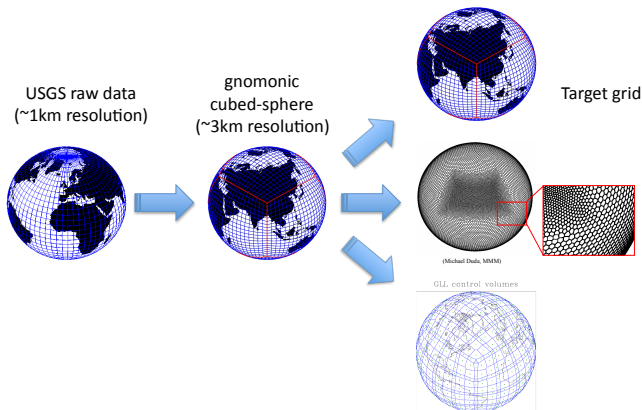 USGS raw data
(~1km resolution)
gnomonic
cubed-sphere
(~3km resolution)
Target grid
(Michael Duda, MMM)
GLL control volumes